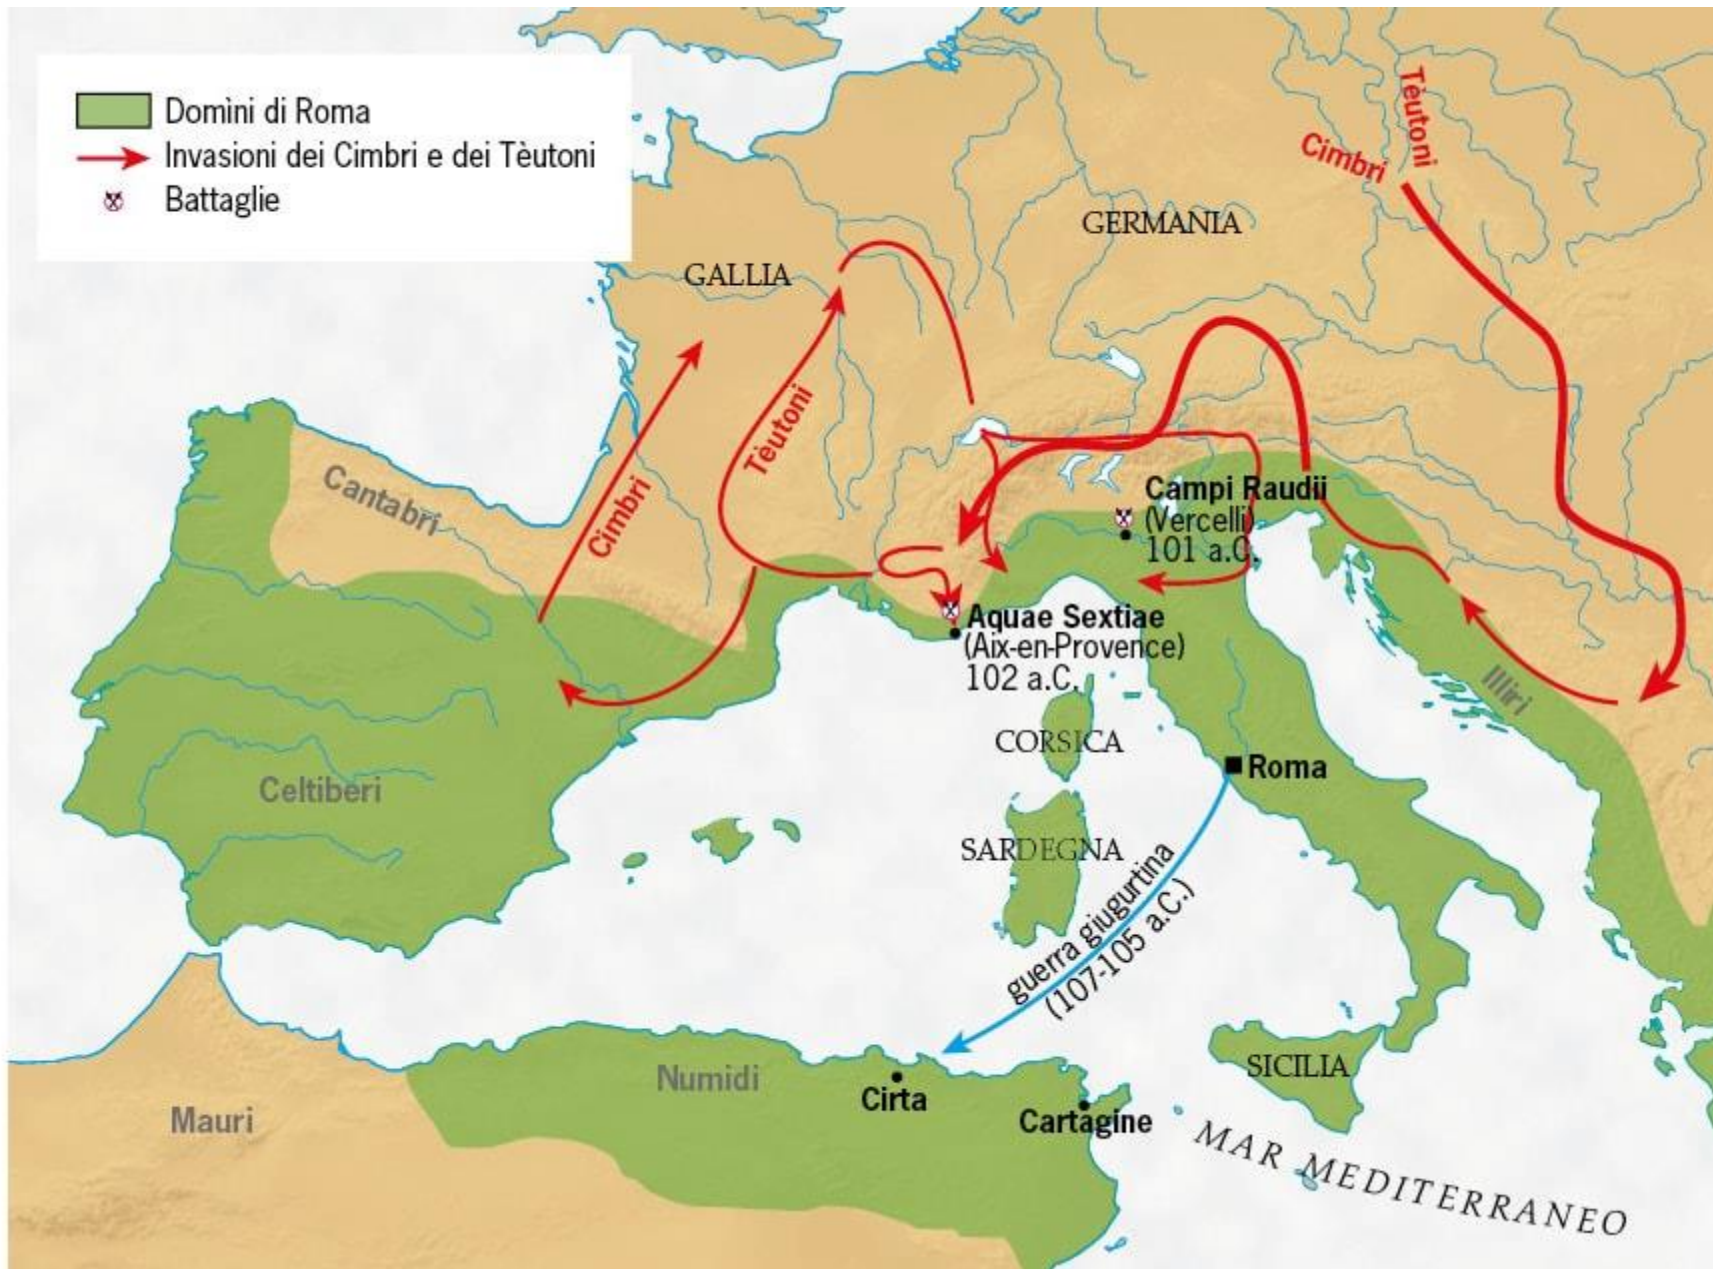 Domìni di Roma
Invasioni dei Cimbri e dei Tèutoni
Battaglie
Tèutoni
Cimbri
GERMANIA
GALLIA
Tèutoni
Cimbri
Cantabri
Campi Raudii
(Vercelli)
101 a.C.
Aquae Sextiae
(Aix-en-Provence)
102 a.C.
Illiri
CORSICA
Roma
Celtiberi
SARDEGNA
guerra giugurtina
(107-105 a.C.)
SICILIA
Numidi
Cirta
Mauri
Cartagine
MAR MEDITERRANEO